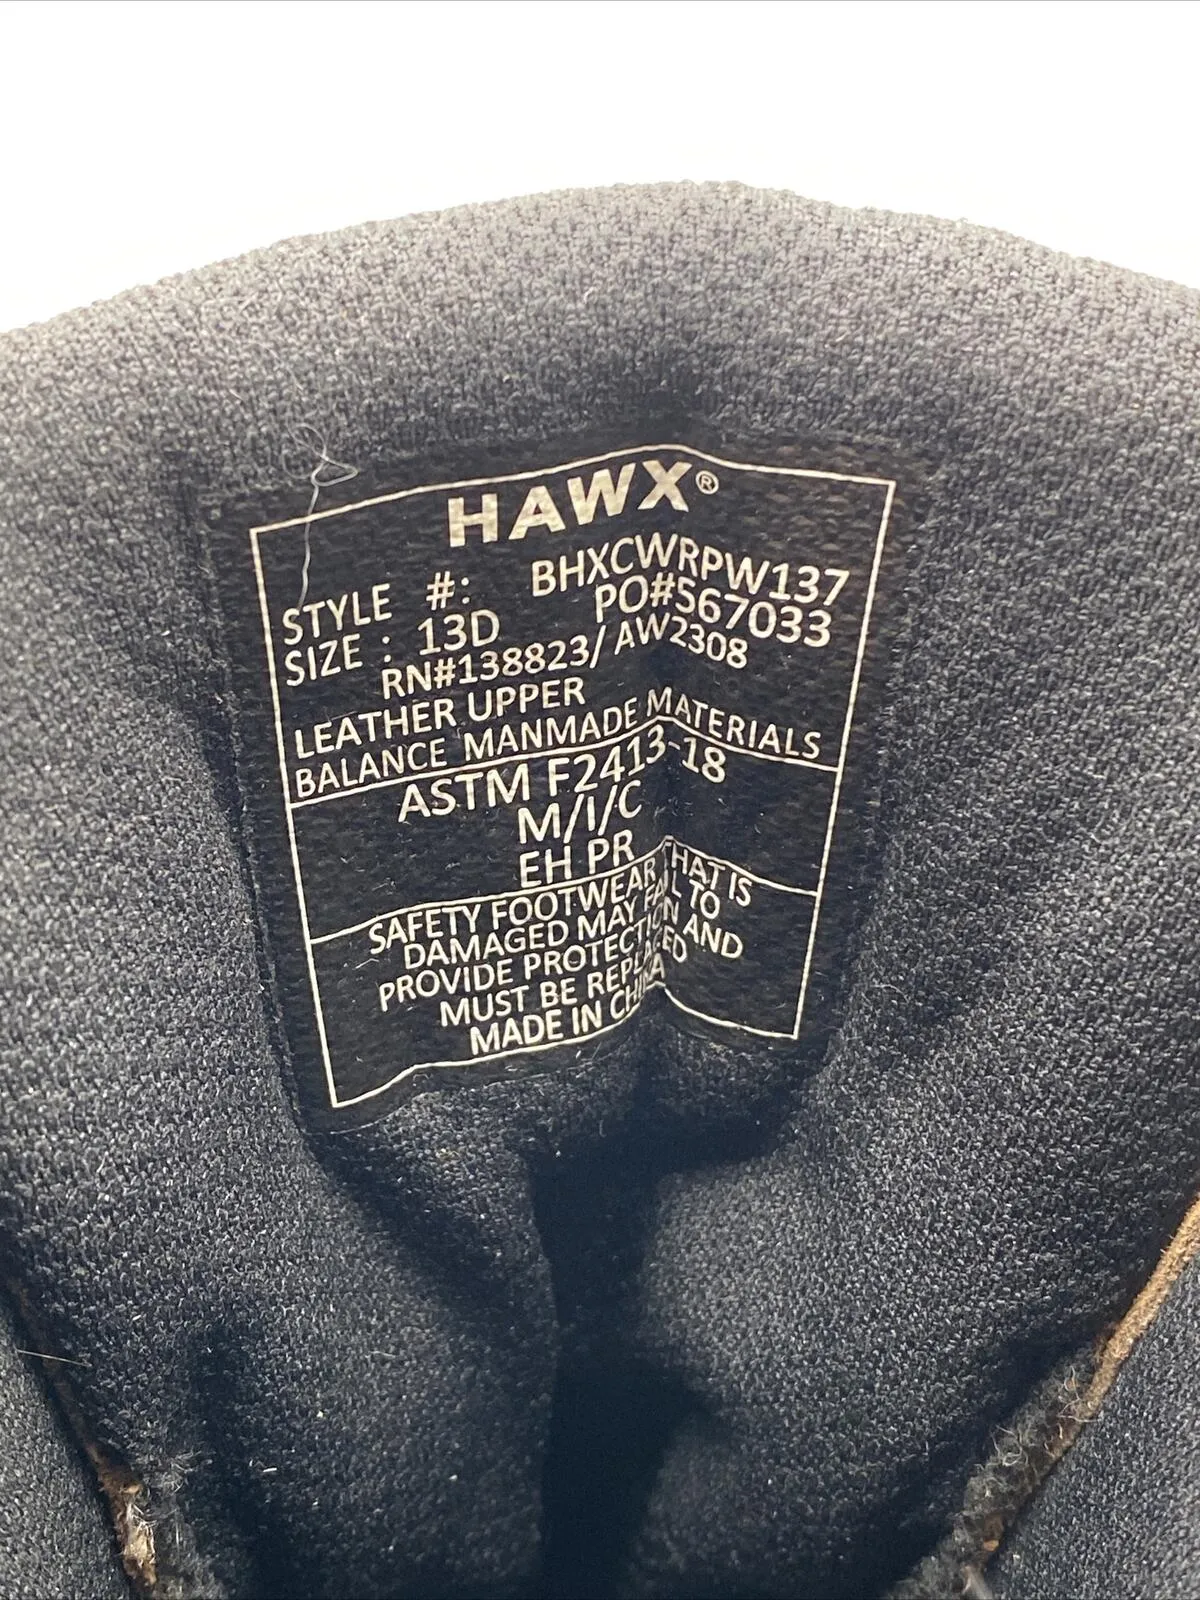 HAWX®
STYLE #: BHXCWRPW137
SIZE : 13D PO#567033
RN#138823/ AW2308
LEATHER UPPER
BALANCE MANMADE MATERIALS
ASTM F2413-18
M/I/C
EH PR
SAFETY FOOTWEAR THAT IS
DAMAGED MAY FAIL TO
PROVIDE PROTECTION AND
MUST BE REPLACED
MADE IN CHINA